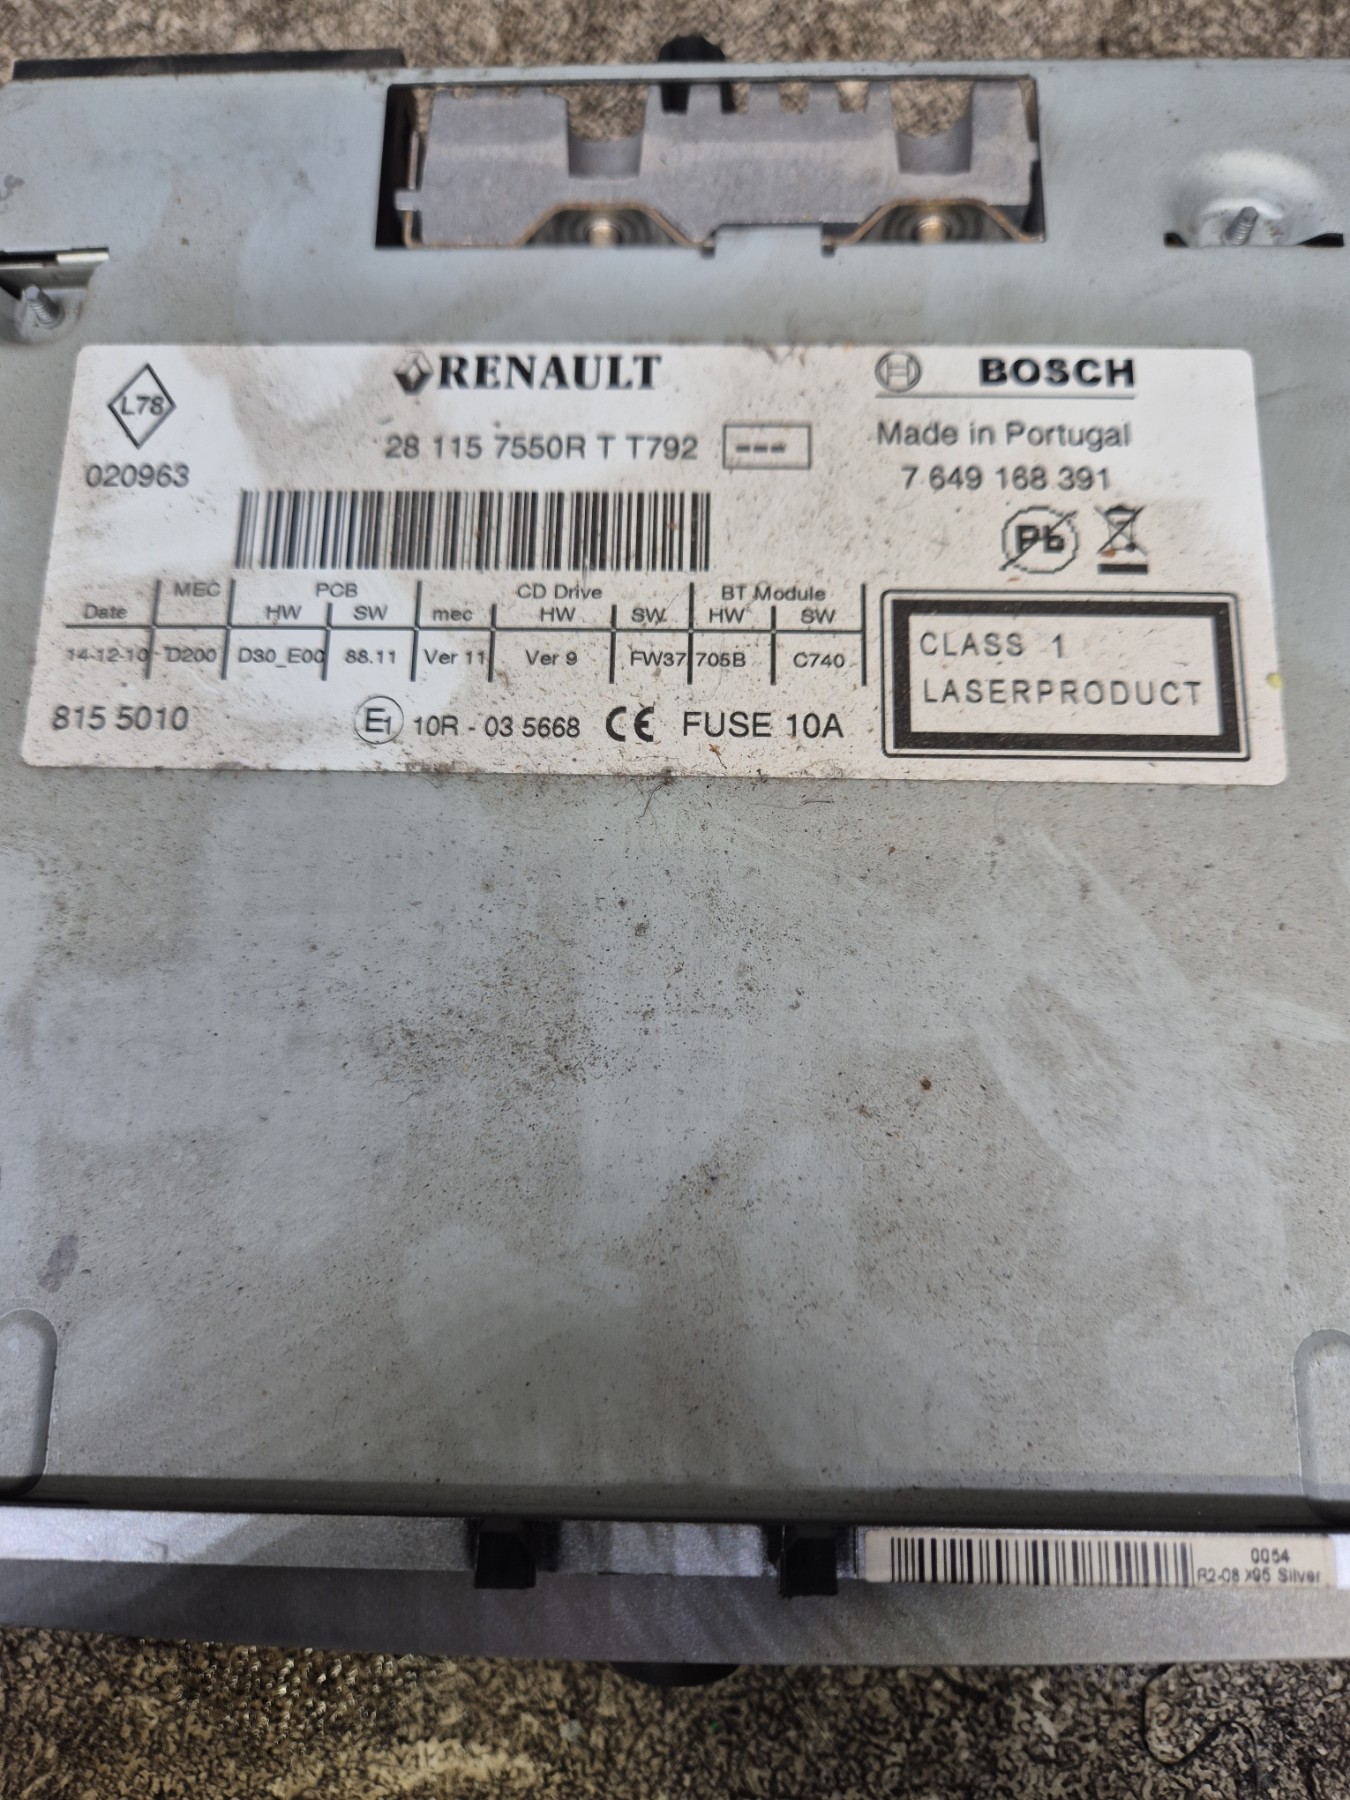 L78
RENAULT
BOSCH
28 115 7550R T T792 ---
Made in Portugal
020963
7 649 168 391
Pb
MEC PCB CD Drive BT Module
Date HW SW mec HW SW HW SW
14-12-10 D200 D30_E00 88.11 Ver 11 Ver 9 FW37 705B C740
CLASS 1
LASERPRODUCT
815 5010
E1 10R - 03 5668 CE FUSE 10A
0054
R2-08 X95 Silver